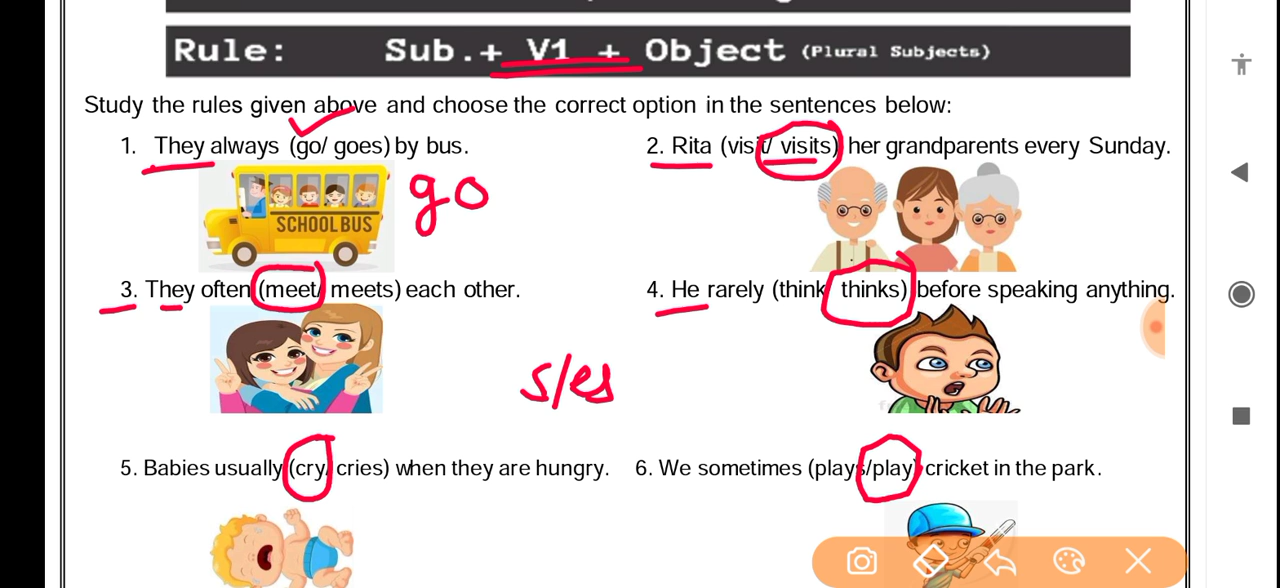 Rule: Sub.+ V1 + Object (Plural Subjects)
Study the rules given above and choose the correct option in the sentences below:
1. They always (go/ goes) by bus.
2. Rita (visit/ visits) her grandparents every Sunday.
SCHOOL BUS
go
3. They often (meet/ meets) each other.
4. He rarely (think/ thinks) before speaking anything.
s/es
5. Babies usually (cry/ cries) when they are hungry.
6. We sometimes (plays/play) cricket in the park.